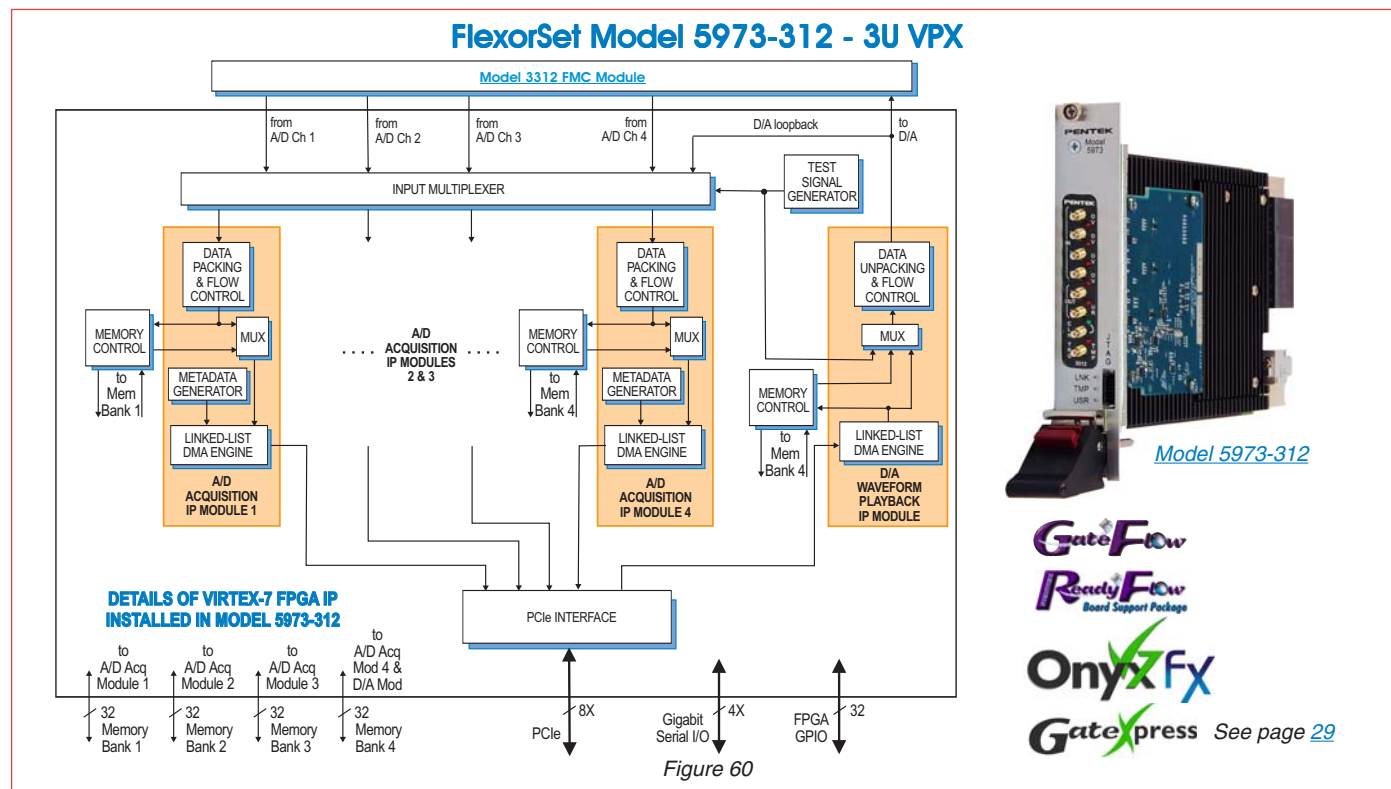 FlexorSet Model 5973-312 - 3U VPX
Model 3312 FMC Module
from
A/D Ch 1
from
A/D Ch 2
from
A/D Ch 3
from
A/D Ch 4
D/A loopback
to
D/A
INPUT MULTIPLEXER
TEST
SIGNAL
GENERATOR
DATA
PACKING
& FLOW
CONTROL
MEMORY
CONTROL
MUX
to
Mem
Bank 1
METADATA
GENERATOR
LINKED-LIST
DMA ENGINE
A/D
ACQUISITION
IP MODULE 1
A/D
. . . . ACQUISITION . . . .
IP MODULES
2 & 3
DATA
PACKING
& FLOW
CONTROL
MEMORY
CONTROL
MUX
to
Mem
Bank 4
METADATA
GENERATOR
LINKED-LIST
DMA ENGINE
A/D
ACQUISITION
IP MODULE 4
DATA
UNPACKING
& FLOW
CONTROL
MUX
MEMORY
CONTROL
to
Mem
Bank 4
LINKED-LIST
DMA ENGINE
D/A
WAVEFORM
PLAYBACK
IP MODULE
DETAILS OF VIRTEX-7 FPGA IP
INSTALLED IN MODEL 5973-312
PCIe INTERFACE
to
A/D Acq
Module 1
to
A/D Acq
Module 2
to
A/D Acq
Module 3
to
A/D Acq
Mod 4 &
D/A Mod
32
Memory
Bank 1
32
Memory
Bank 2
32
Memory
Bank 3
32
Memory
Bank 4
8X
PCIe
4X
Gigabit
Serial I/O
32
FPGA
GPIO
Figure 60
PENTEK
Model
5973
PENTEK
JTAG
LNK
TMP
USR
Model 5973-312
GateFlow
ReadyFlow
Board Support Package
Onyx7Fx
GateXpress See page 29